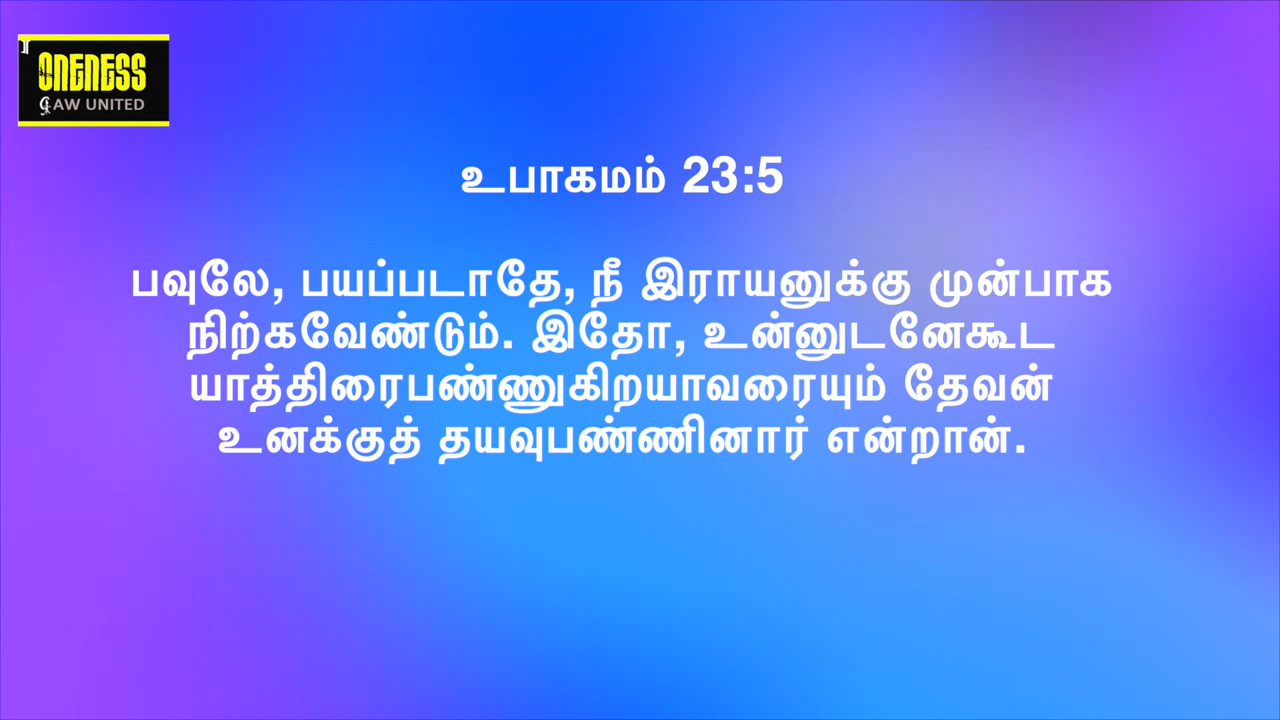 ONENESS
LAW UNITED
உபாகமம் 23:5
பவுலே, பயப்படாதே, நீ இராயனுக்கு முன்பாக
நிற்கவேண்டும். இதோ, உன்னுடனேகூட
யாத்திரைபண்ணுகிறயாவரையும் தேவன்
உனக்குத் தயவுபண்ணினார் என்றான்.